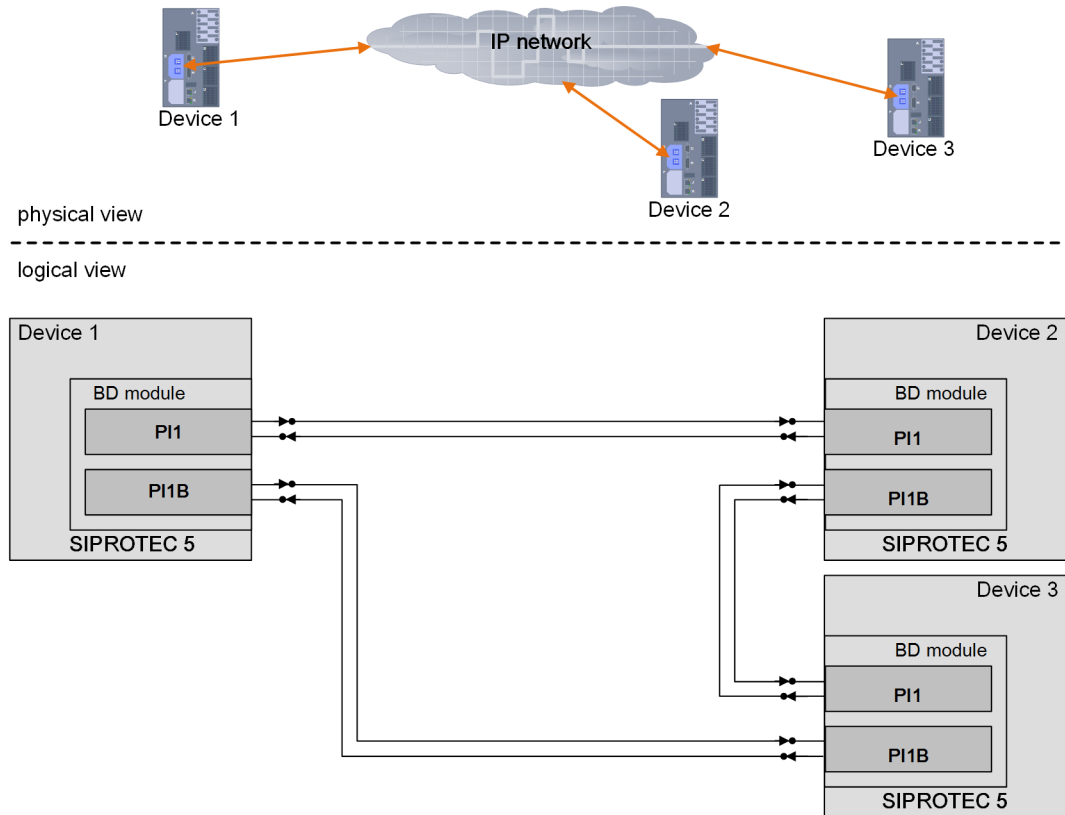 IP network
Device 1
Device 3
Device 2
physical view
logical view
Device 1
BD module
PI1
PI1B
SIPROTEC 5
Device 2
BD module
PI1
PI1B
SIPROTEC 5
Device 3
BD module
PI1
PI1B
SIPROTEC 5